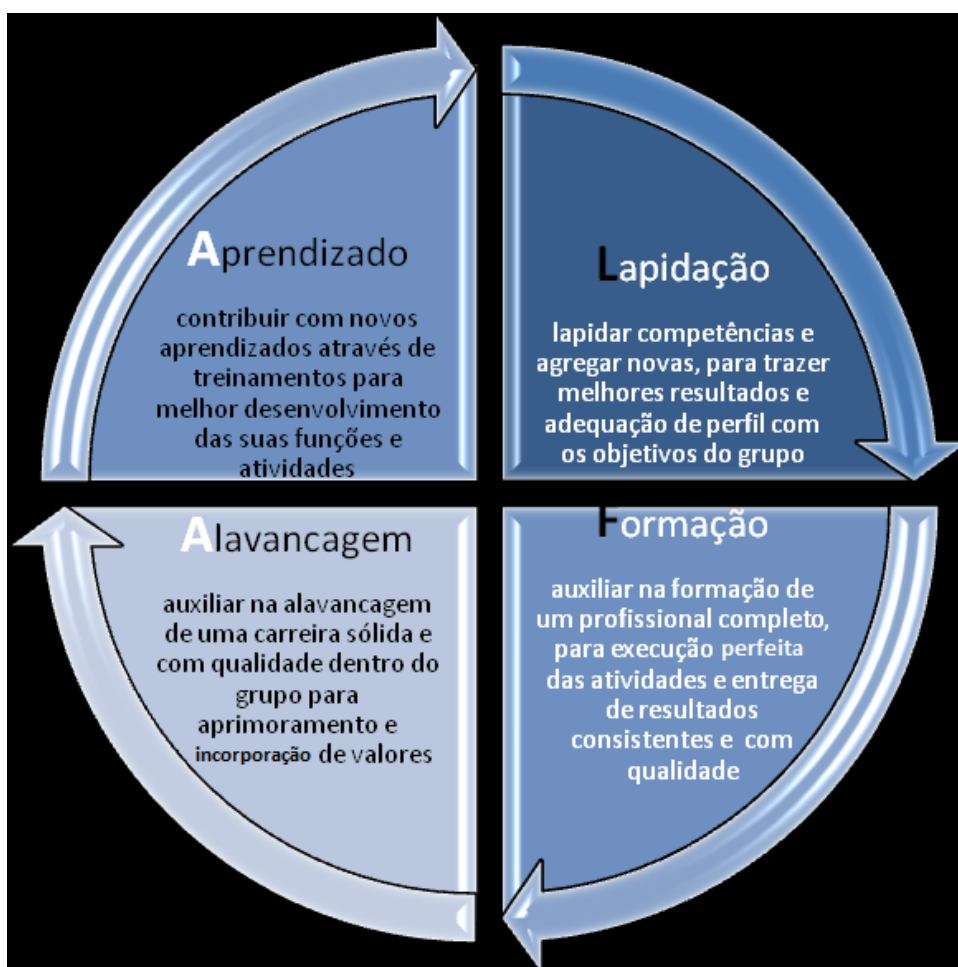 Aprendizado
contribuir com novos
aprendizados através de
treinamentos para
melhor desenvolvimento
das suas funções e
atividades
Lapidação
lapidar competências e
agregar novas, para trazer
melhores resultados e
adequação de perfil com
os objetivos do grupo
Alavancagem
auxiliar na alavancagem
de uma carreira sólida e
com qualidade dentro do
grupo para
aprimoramento e
incorporação de valores
Formação
auxiliar na formação de
um profissional completo,
para execução perfeita
das atividades e entrega
de resultados
consistentes e com
qualidade